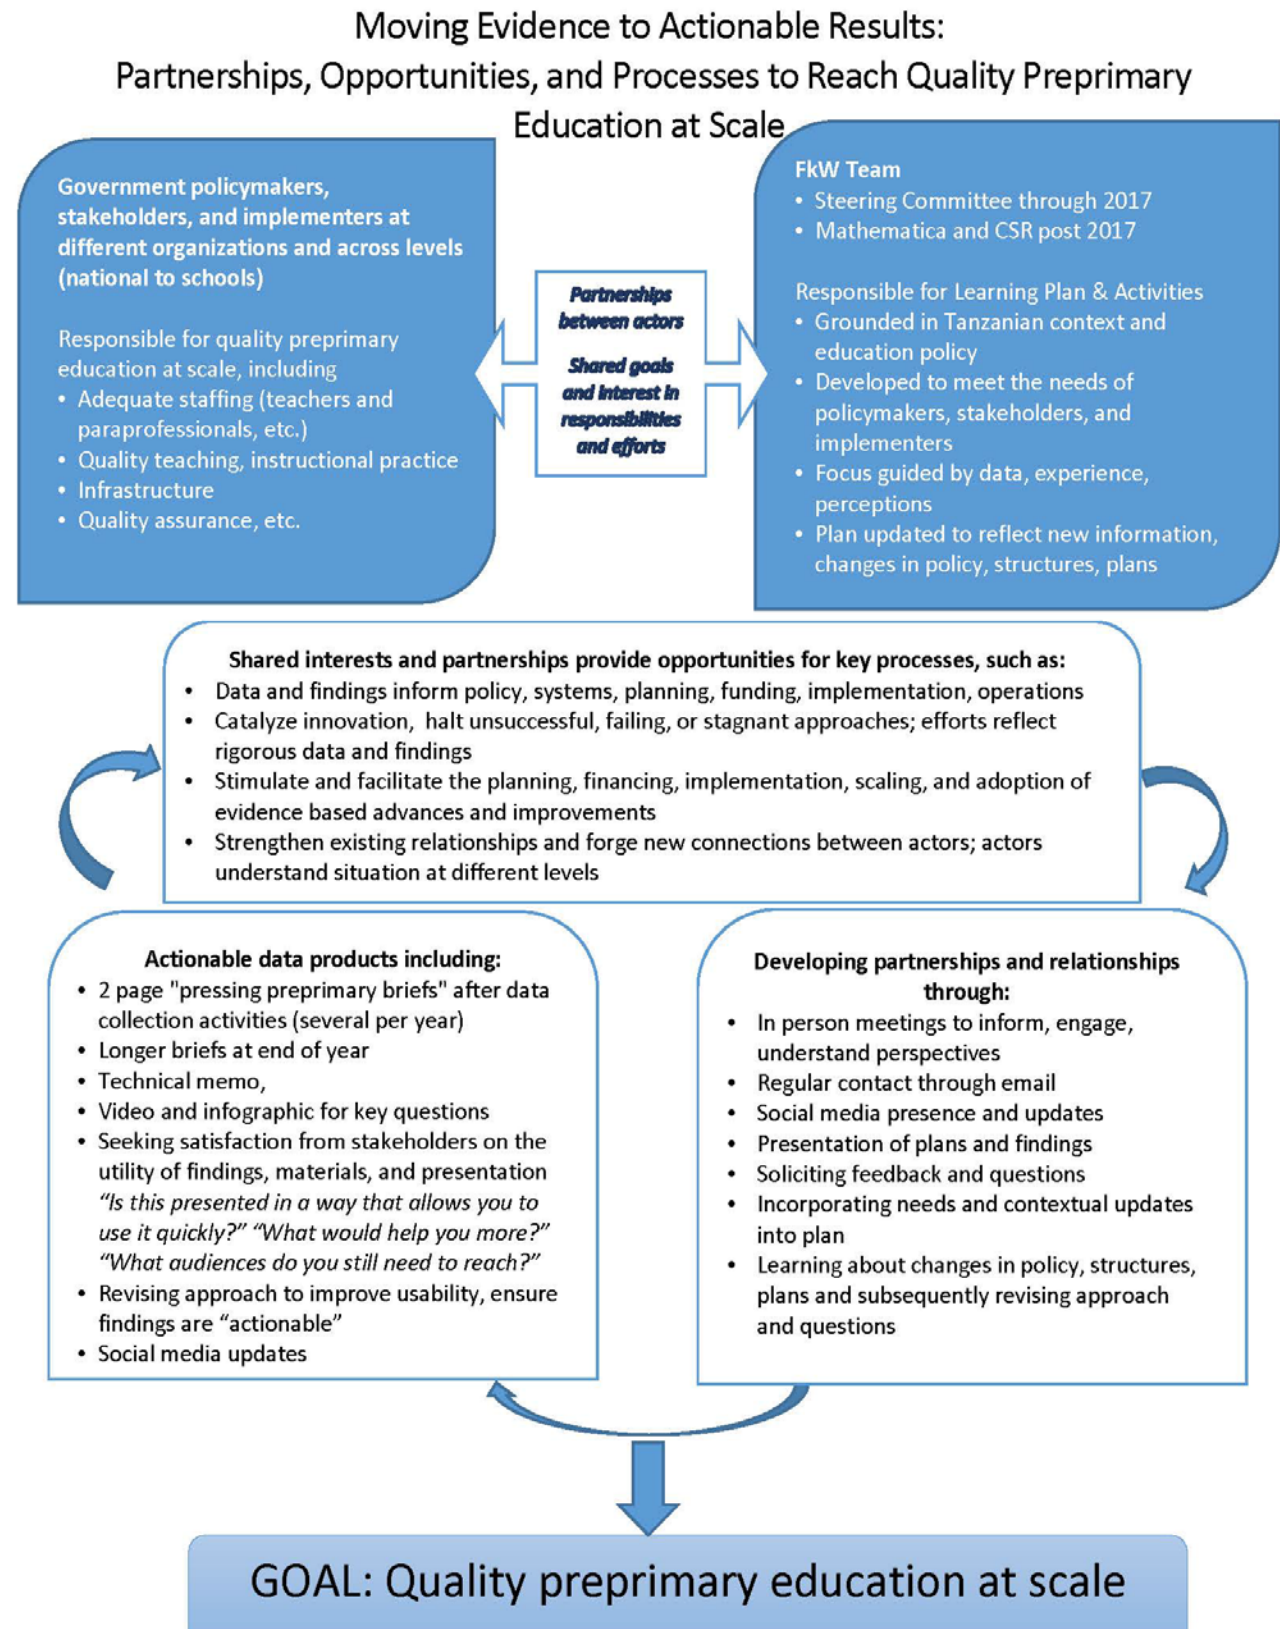 Moving Evidence to Actionable Results:
Partnerships, Opportunities, and Processes to Reach Quality Preprimary
Education at Scale
Government policymakers,
stakeholders, and implementers at
different organizations and across levels
(national to schools)
Responsible for quality preprimary
education at scale, including
• Adequate staffing (teachers and
paraprofessionals, etc.)
• Quality teaching, instructional practice
• Infrastructure
• Quality assurance, etc.
Partnerships
between actors
Shared goals
and interest in
responsibilities
and efforts
FkW Team
• Steering Committee through 2017
• Mathematica and CSR post 2017
Responsible for Learning Plan & Activities
• Grounded in Tanzanian context and
education policy
• Developed to meet the needs of
policymakers, stakeholders, and
implementers
• Focus guided by data, experience,
perceptions
• Plan updated to reflect new information,
changes in policy, structures, plans
Shared interests and partnerships provide opportunities for key processes, such as:
• Data and findings inform policy, systems, planning, funding, implementation, operations
• Catalyze innovation, halt unsuccessful, failing, or stagnant approaches; efforts reflect
rigorous data and findings
• Stimulate and facilitate the planning, financing, implementation, scaling, and adoption of
evidence based advances and improvements
• Strengthen existing relationships and forge new connections between actors; actors
understand situation at different levels
Actionable data products including:
• 2 page "pressing preprimary briefs" after data
collection activities (several per year)
• Longer briefs at end of year
• Technical memo,
• Video and infographic for key questions
• Seeking satisfaction from stakeholders on the
utility of findings, materials, and presentation
“Is this presented in a way that allows you to
use it quickly?” “What would help you more?”
“What audiences do you still need to reach?”
• Revising approach to improve usability, ensure
findings are “actionable”
• Social media updates
Developing partnerships and relationships
through:
• In person meetings to inform, engage,
understand perspectives
• Regular contact through email
• Social media presence and updates
• Presentation of plans and findings
• Soliciting feedback and questions
• Incorporating needs and contextual updates
into plan
• Learning about changes in policy, structures,
plans and subsequently revising approach
and questions
GOAL: Quality preprimary education at scale